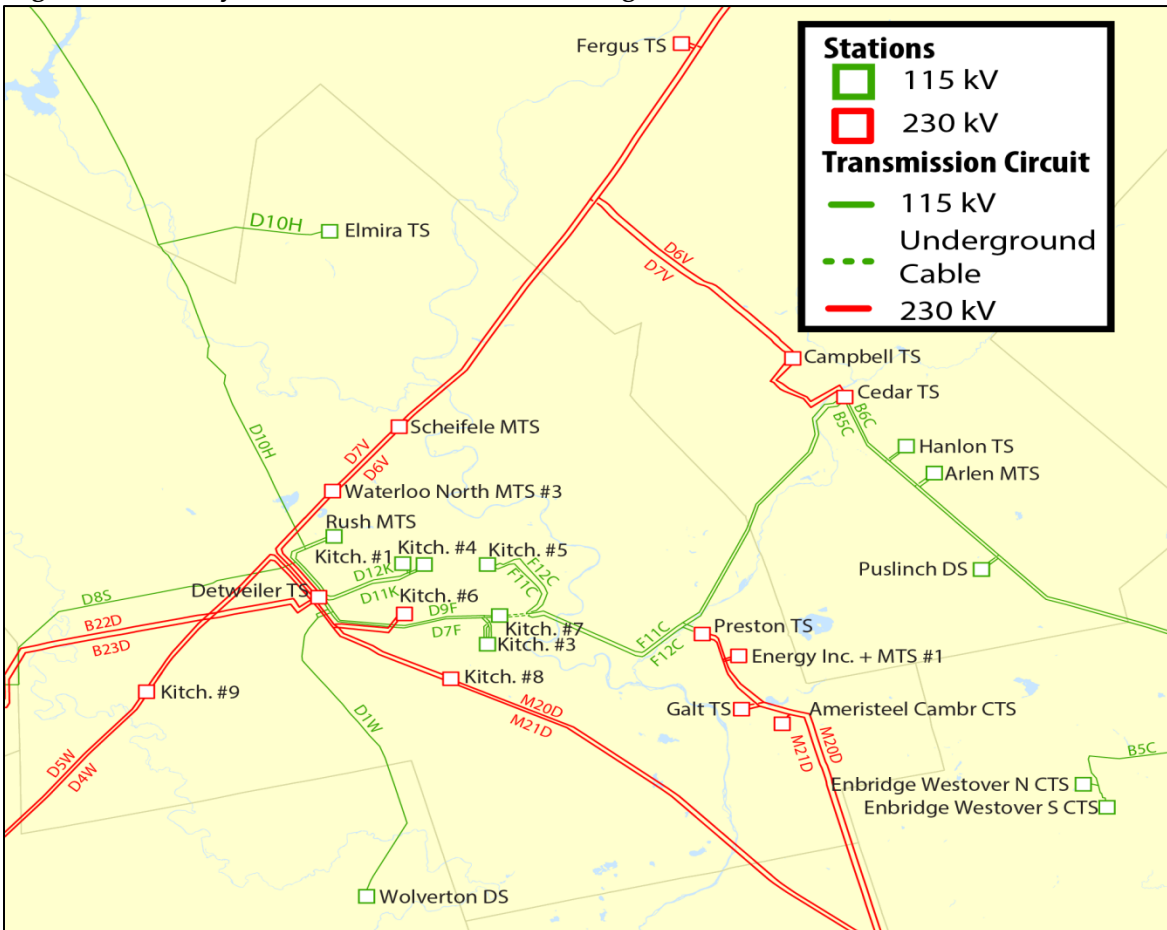 Fergus TS
Stations
115 kV
230 kV
Transmission Circuit
115 kV
Underground
Cable
230 kV
D10H
Elmira TS
D6V
D7V
Campbell TS
Cedar TS
B6C
B5C
Scheifele MTS
D10H
D7V
D6V
Hanlon TS
Arlen MTS
Waterloo North MTS #3
Rush MTS
Kitch. #1
Kitch. #4
Kitch. #5
D12K
D11K
F12C
F11C
Puslinch DS
D8S
Detweiler TS
Kitch. #6
D9F
D7F
Kitch. #7
Kitch. #3
B22D
B23D
F11C
F12C
Preston TS
Energy Inc. + MTS #1
Kitch. #9
Kitch. #8
M20D
M21D
Galt TS
Ameristeel Cambr CTS
M20D
M21D
D1W
D5W
D4W
B5C
Enbridge Westover N CTS
Enbridge Westover S CTS
Wolverton DS